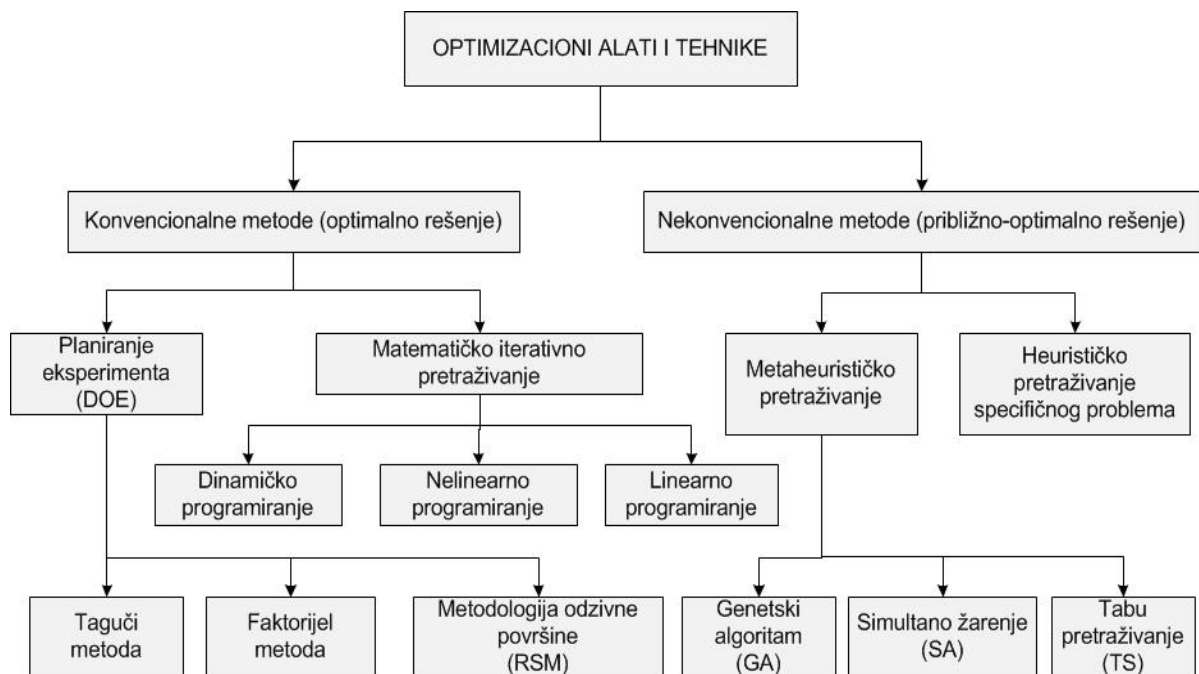 OPTIMIZACIONI ALATI I TEHNIKE
Konvencionalne metode (optimalno rešenje)
Nekonvencionalne metode (približno-optimalno rešenje)
Planiranje
eksperimenta
(DOE)
Matematičko iterativno
pretraživanje
Metaheurističko
pretraživanje
Heurističko
pretraživanje
specifičnog problema
Dinamičko
programiranje
Nelinearno
programiranje
Linearno
programiranje
Taguči
metoda
Faktorijel
metoda
Metodologija odzivne
površine
(RSM)
Genetski
algoritam
(GA)
Simultano žarenje
(SA)
Tabu
pretraživanje
(TS)